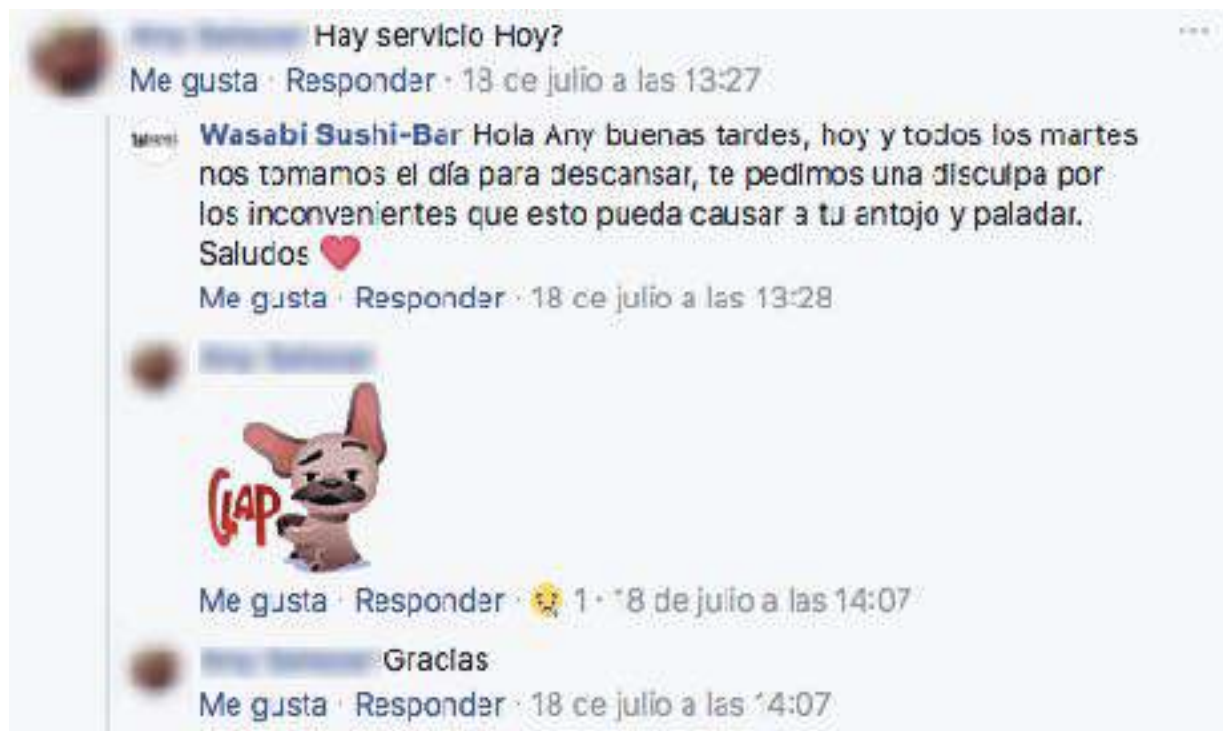 Hay servicio Hoy?
Me gusta · Responder · 18 de julio a las 13:27
Wasabi Sushi-Bar Hola Any buenas tardes, hoy y todos los martes
nos tomamos el día para descansar, te pedimos una disculpa por
los inconvenientes que esto pueda causar a tu antojo y paladar.
Saludos
Me gusta · Responder · 18 de julio a las 13:28
CLAP
Me gusta · Responder · 1 · 18 de julio a las 14:07
Gracias
Me gusta · Responder · 18 de julio a las 14:07